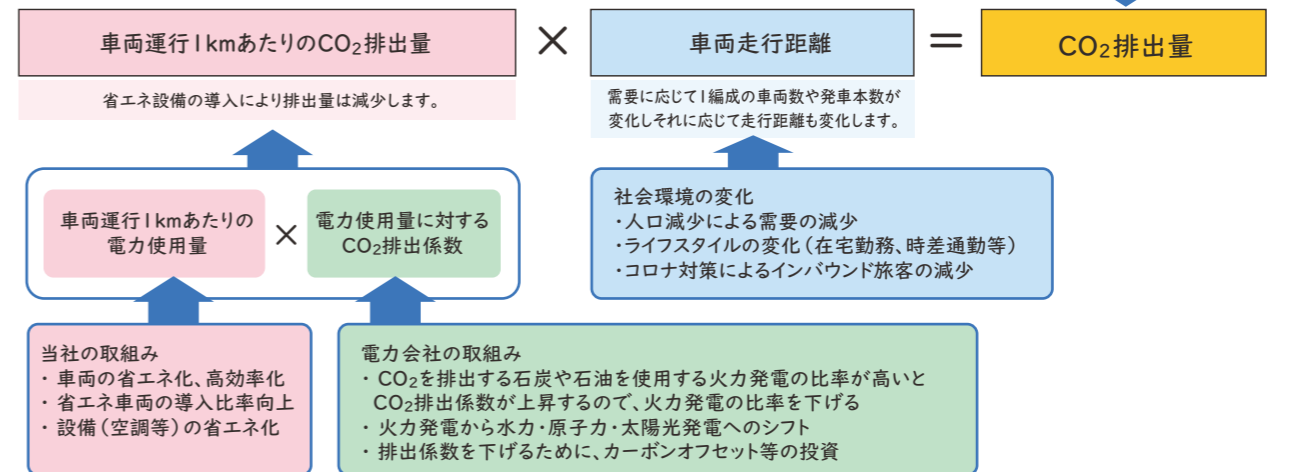 車両運行1kmあたりのCO₂排出量 × 車両走行距離 = CO₂排出量
省エネ設備の導入により排出量は減少します。
需要に応じて1編成の車両数や発車本数が
変化しそれに応じて走行距離も変化します。
車両運行1kmあたりの
電力使用量
×
電力使用量に対する
CO₂排出係数
社会環境の変化
・人口減少による需要の減少
・ライフスタイルの変化(在宅勤務、時差通勤等)
・コロナ対策によるインバウンド旅客の減少
当社の取組み
・車両の省エネ化、高効率化
・省エネ車両の導入比率向上
・設備(空調等)の省エネ化
電力会社の取組み
・CO₂を排出する石炭や石油を使用する火力発電の比率が高いと
CO₂排出係数が上昇するので、火力発電の比率を下げる
・火力発電から水力・原子力・太陽光発電へのシフト
・排出係数を下げるために、カーボンオフセット等の投資